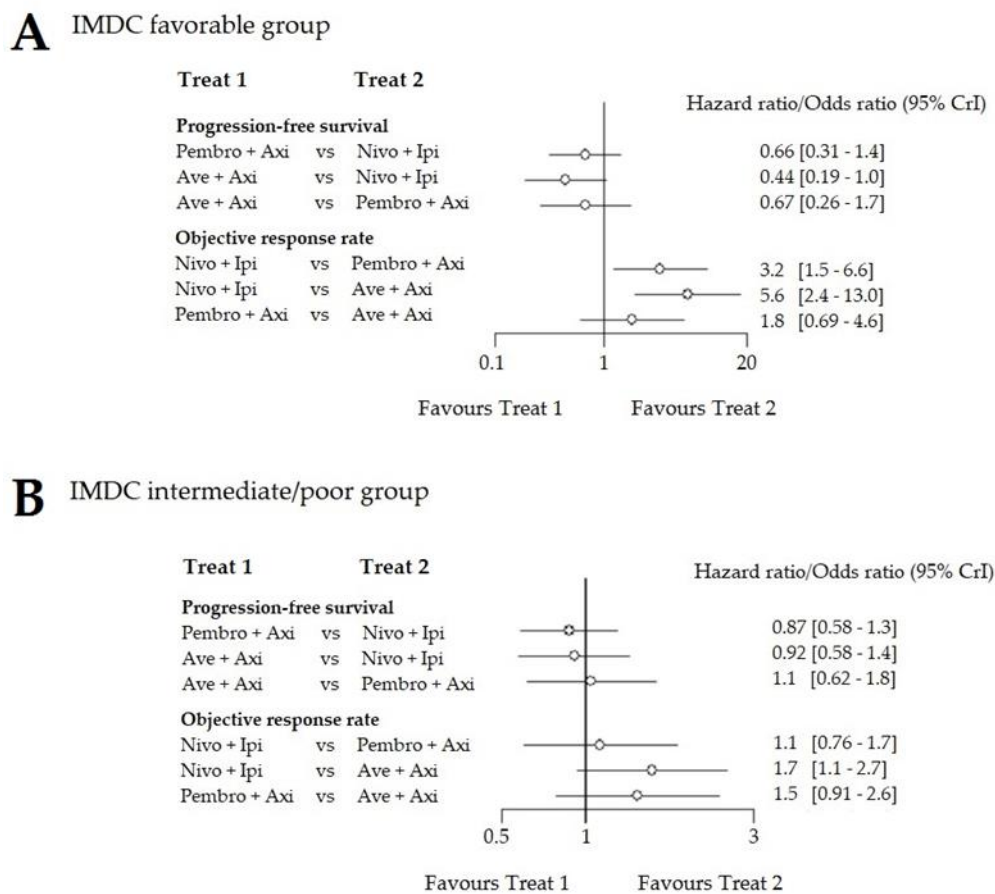 A IMDC favorable group
Treat 1 Treat 2
Hazard ratio/Odds ratio (95% CrI)
Progression-free survival
Pembro + Axi vs Nivo + Ipi 0.66 [0.31 - 1.4]
Ave + Axi vs Nivo + Ipi 0.44 [0.19 - 1.0]
Ave + Axi vs Pembro + Axi 0.67 [0.26 - 1.7]
Objective response rate
Nivo + Ipi vs Pembro + Axi 3.2 [1.5 - 6.6]
Nivo + Ipi vs Ave + Axi 5.6 [2.4 - 13.0]
Pembro + Axi vs Ave + Axi 1.8 [0.69 - 4.6]
0.1 1 20
Favours Treat 1 Favours Treat 2
B IMDC intermediate/poor group
Treat 1 Treat 2
Hazard ratio/Odds ratio (95% CrI)
Progression-free survival
Pembro + Axi vs Nivo + Ipi 0.87 [0.58 - 1.3]
Ave + Axi vs Nivo + Ipi 0.92 [0.58 - 1.4]
Ave + Axi vs Pembro + Axi 1.1 [0.62 - 1.8]
Objective response rate
Nivo + Ipi vs Pembro + Axi 1.1 [0.76 - 1.7]
Nivo + Ipi vs Ave + Axi 1.7 [1.1 - 2.7]
Pembro + Axi vs Ave + Axi 1.5 [0.91 - 2.6]
0.5 1 3
Favours Treat 1 Favours Treat 2